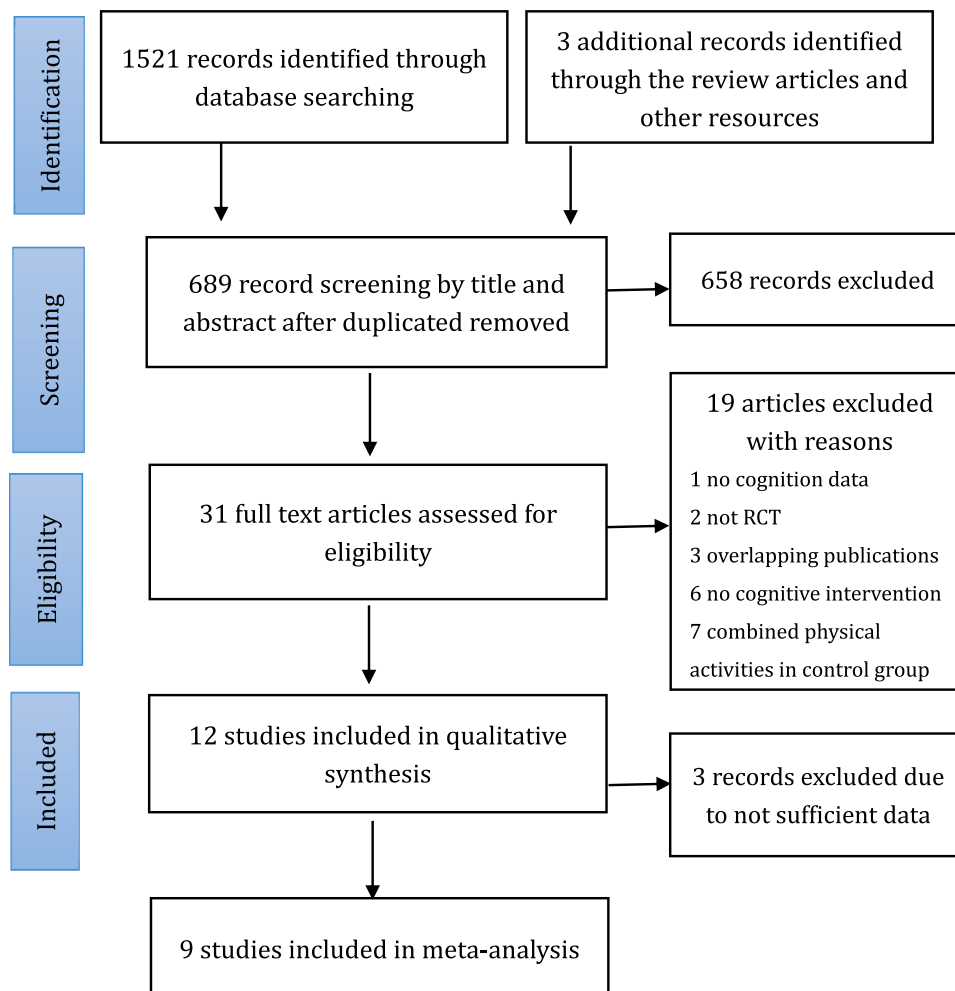 Identification
1521 records identified through
database searching
3 additional records identified
through the review articles and
other resources
Screening
689 record screening by title and
abstract after duplicated removed
658 records excluded
Eligibility
31 full text articles assessed for
eligibility
19 articles excluded
with reasons
1 no cognition data
2 not RCT
3 overlapping publications
6 no cognitive intervention
7 combined physical
activities in control group
Included
12 studies included in qualitative
synthesis
3 records excluded due
to not sufficient data
9 studies included in meta-analysis